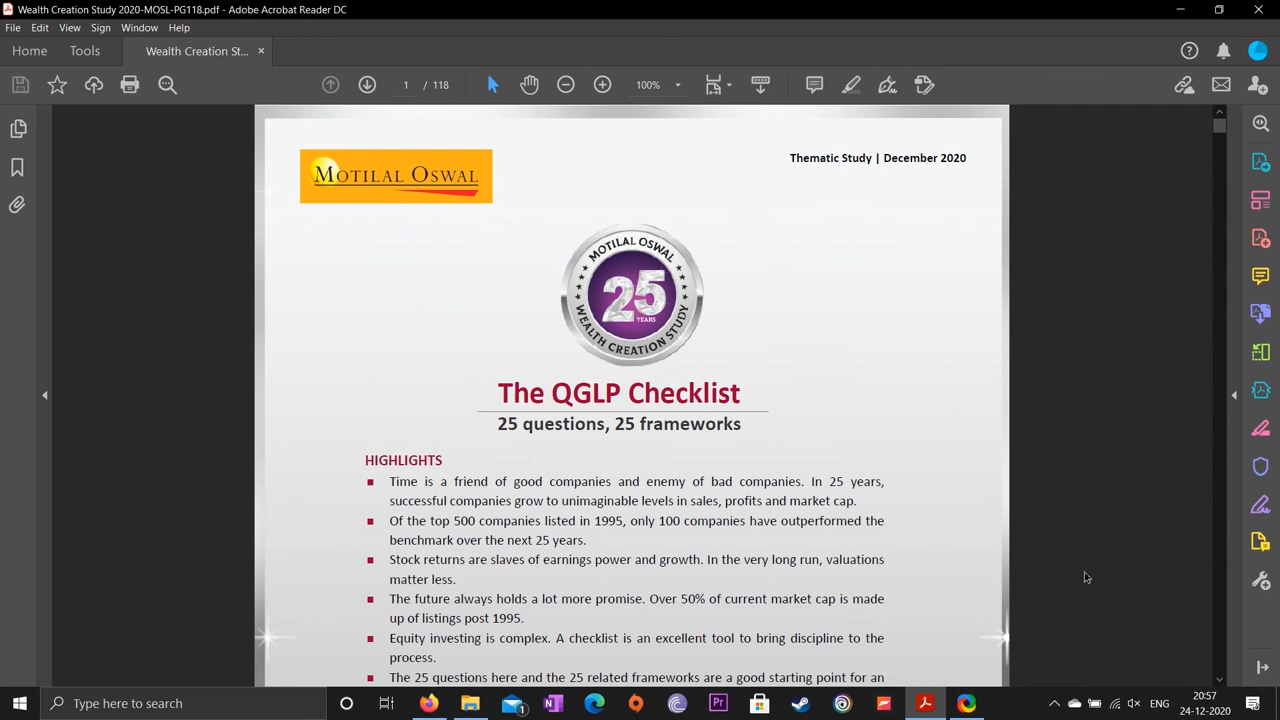 Wealth Creation Study 2020-MOSL-PG118.pdf - Adobe Acrobat Reader DC
File Edit View Sign Window Help
Home Tools Wealth Creation St... ×
1 / 118 100%
MOTILAL OSWAL
Thematic Study | December 2020
MOTILAL OSWAL
25
YEARS
WEALTH CREATION STUDY
The QGLP Checklist
25 questions, 25 frameworks
HIGHLIGHTS
Time is a friend of good companies and enemy of bad companies. In 25 years,
successful companies grow to unimaginable levels in sales, profits and market cap.
Of the top 500 companies listed in 1995, only 100 companies have outperformed the
benchmark over the next 25 years.
Stock returns are slaves of earnings power and growth. In the very long run, valuations
matter less.
The future always holds a lot more promise. Over 50% of current market cap is made
up of listings post 1995.
Equity investing is complex. A checklist is an excellent tool to bring discipline to the
process.
The 25 questions here and the 25 related frameworks are a good starting point for an
Type here to search
1
Pr
ENG
20:57
24-12-2020